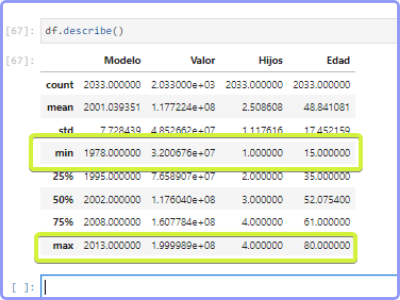 [67]: df.describe()
[67]: Modelo Valor Hijos Edad
count 2033.000000 2.033000e+03 2033.000000 2033.000000
mean 2001.039351 1.177224e+08 2.508608 48.841081
std 7.728439 4.852662e+07 1.117616 17.452159
min 1978.000000 3.200676e+07 1.000000 15.000000
25% 1995.000000 7.658907e+07 2.000000 35.000000
50% 2002.000000 1.176040e+08 3.000000 52.075400
75% 2008.000000 1.607784e+08 4.000000 61.000000
max 2013.000000 1.999989e+08 4.000000 80.000000
[ ]: